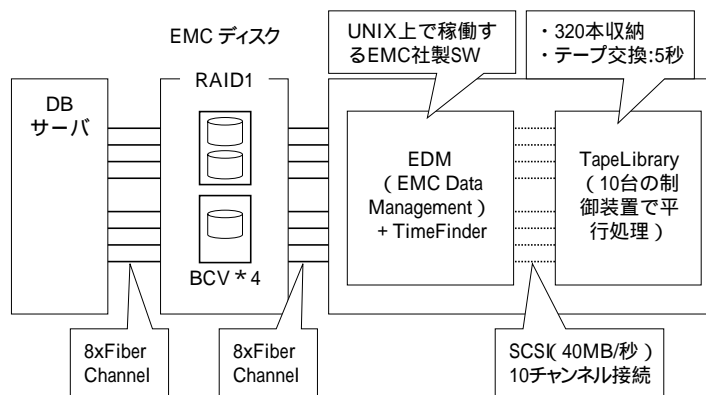 EMC ディスク
UNIX上で稼働す
るEMC社製SW
・ 320本収納
・ テープ交換:5秒
DB
サーバ
RAID1
BCV＊4
EDM
（ EMC Data
Management）
+ TimeFinder
TapeLibrary
（ 10台の制
御装置で平
行処理 ）
8xFiber
Channel
8xFiber
Channel
SCSI（ 40MB/秒 ）
10チャンネル接続